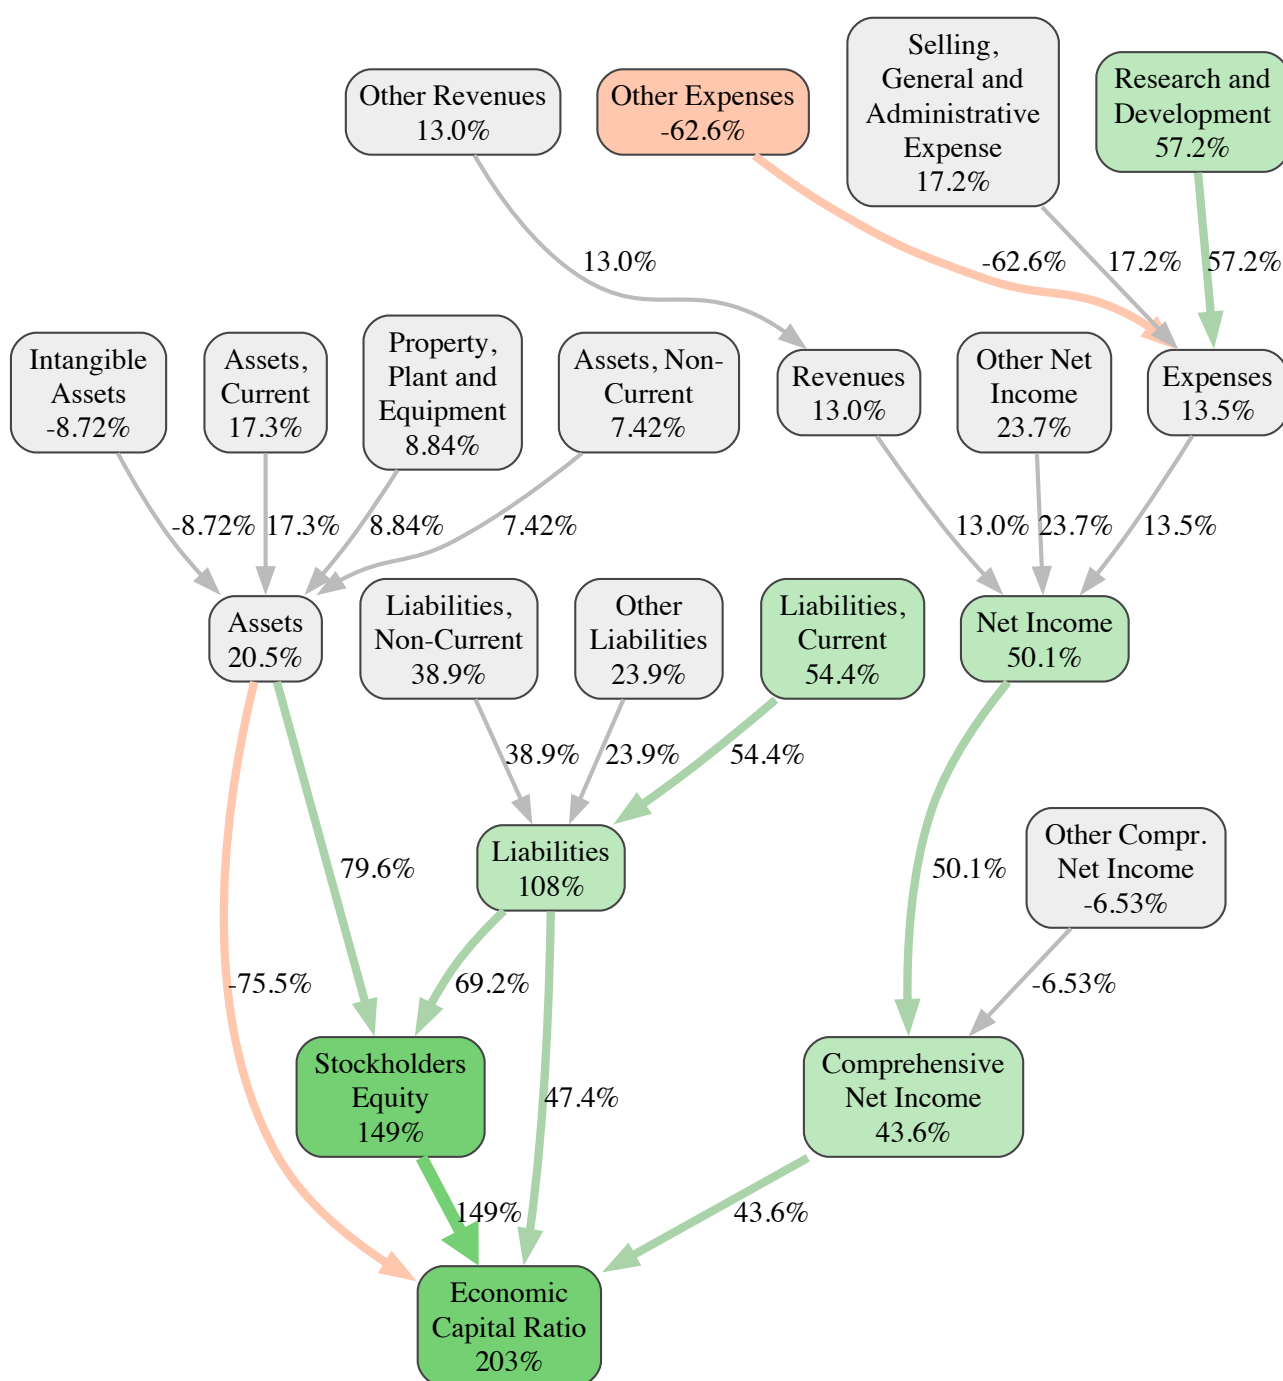 Selling,
General and
Administrative
Expense
17.2%
Other Revenues
13.0%
Other Expenses
-62.6%
Research and
Development
57.2%
13.0%
-62.6%
17.2%
57.2%
Intangible
Assets
-8.72%
Assets,
Current
17.3%
Property,
Plant and
Equipment
8.84%
Assets, Non-
Current
7.42%
Revenues
13.0%
Other Net
Income
23.7%
Expenses
13.5%
-8.72%
17.3%
8.84%
7.42%
13.0%
23.7%
13.5%
Assets
20.5%
Liabilities,
Non-Current
38.9%
Other
Liabilities
23.9%
Liabilities,
Current
54.4%
Net Income
50.1%
38.9%
23.9%
54.4%
Liabilities
108%
79.6%
50.1%
Other Compr.
Net Income
-6.53%
-75.5%
69.2%
-6.53%
Stockholders
Equity
149%
47.4%
Comprehensive
Net Income
43.6%
149%
43.6%
Economic
Capital Ratio
203%